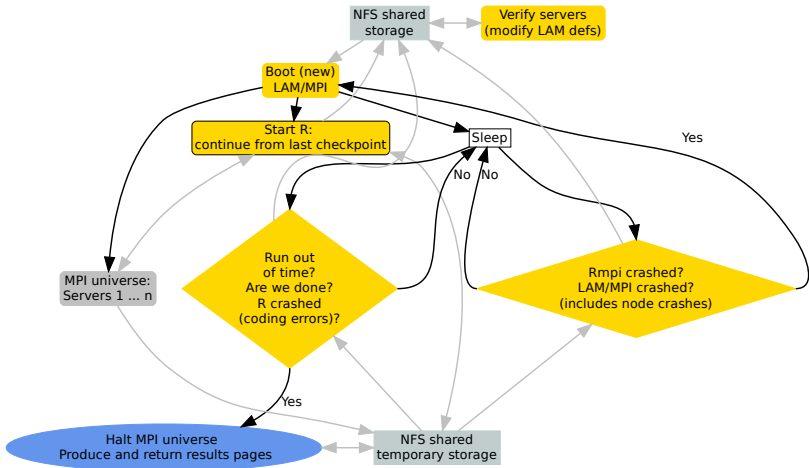 NFS shared
storage
Verify servers
(modify LAM defs)
Boot (new)
LAM/MPI
Start R:
continue from last checkpoint
Sleep
Yes
No
No
MPI universe:
Servers 1 ... n
Run out
of time?
Are we done?
R crashed
(coding errors)?
Rmpi crashed?
LAM/MPI crashed?
(includes node crashes)
Yes
Halt MPI universe
Produce and return results pages
NFS shared
temporary storage